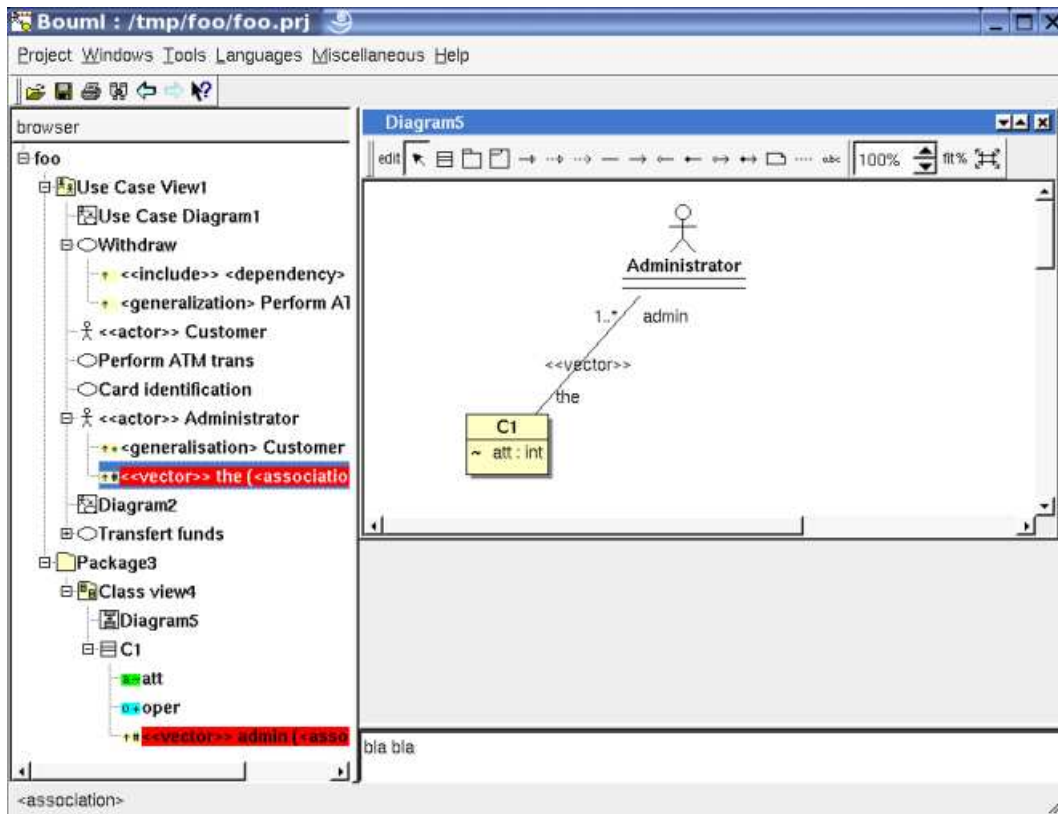 Bouml : /tmp/foo/foo.prj
Project Windows Tools Languages Miscellaneous Help
browser
foo
Use Case View1
Use Case Diagram1
Withdraw
<<include>> <dependency>
<generalization> Perform AT
<<actor>> Customer
Perform ATM trans
Card identification
<<actor>> Administrator
<generalisation> Customer
<<vector>> the (<associatio
Diagram2
Transfert funds
Package3
Class view4
Diagram5
C1
att
oper
<<vector>> admin (<asso
Diagram5
edit abc 100% fit%
Administrator
1..* admin
<<vector>>
the
C1
~ att : int
bla bla
<association>